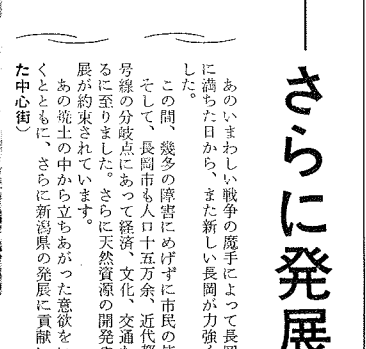 ──さらに発展
あのいまわしい戦争の魔手によって長岡
に満ちた日から、また新しい長岡が力強く
した。
この間、幾多の障害にめげずに市民の
そして、長岡市も人口十五万余、近代都
号線の分岐点にあって経済、文化、交通
るに至りました。さらに天然資源の開発
展が約束されています。
あの焼土の中から立ちあがった意欲を
くとともに、さらに新潟県の発展に貢献
た中心街）